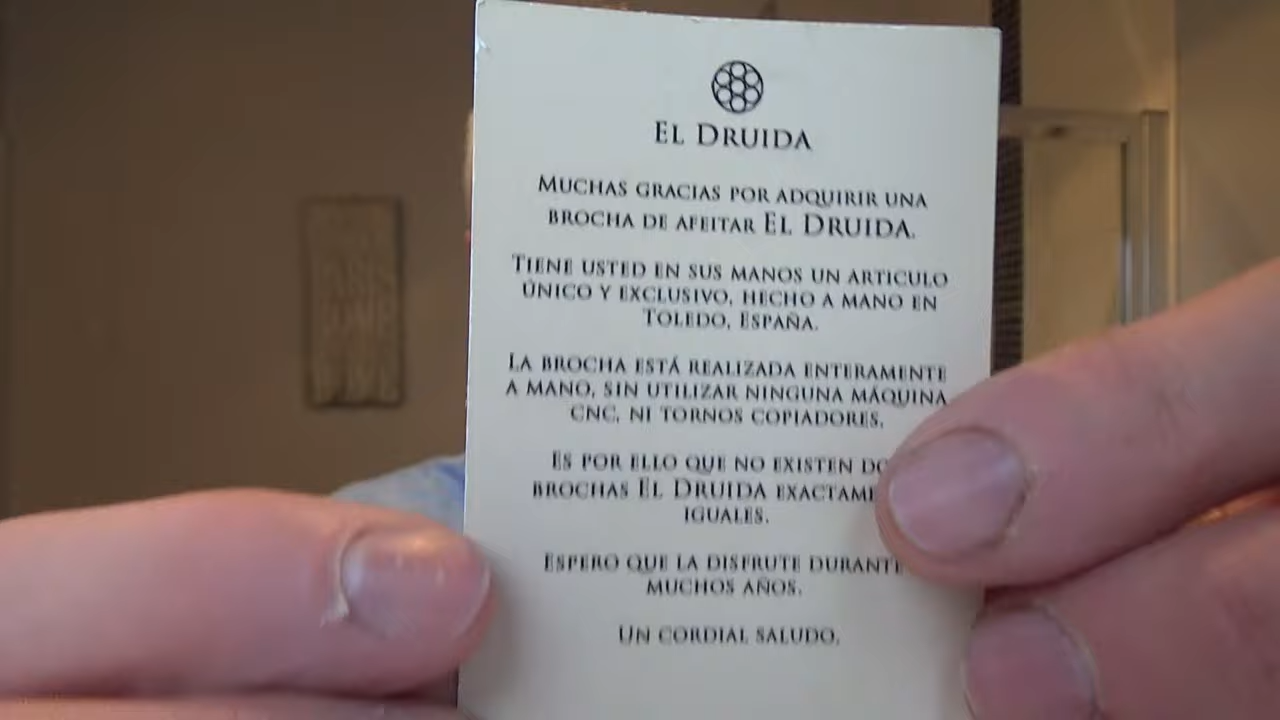 EL DRUIDA
MUCHAS GRACIAS POR ADQUIRIR UNA
BROCHA DE AFEITAR EL DRUIDA.
TIENE USTED EN SUS MANOS UN ARTICULO
ÚNICO Y EXCLUSIVO, HECHO A MANO EN
TOLEDO, ESPAÑA.
LA BROCHA ESTÁ REALIZADA ENTERAMENTE
A MANO, SIN UTILIZAR NINGUNA MÁQUINA
CNC, NI TORNOS COPIADORES.
ES POR ELLO QUE NO EXISTEN
BROCHAS EL DRUIDA
IGUALES.
ESPERO QUE LA DISFRUTE DURANTE
MUCHOS AÑOS.
UN CORDIAL SALUDO.